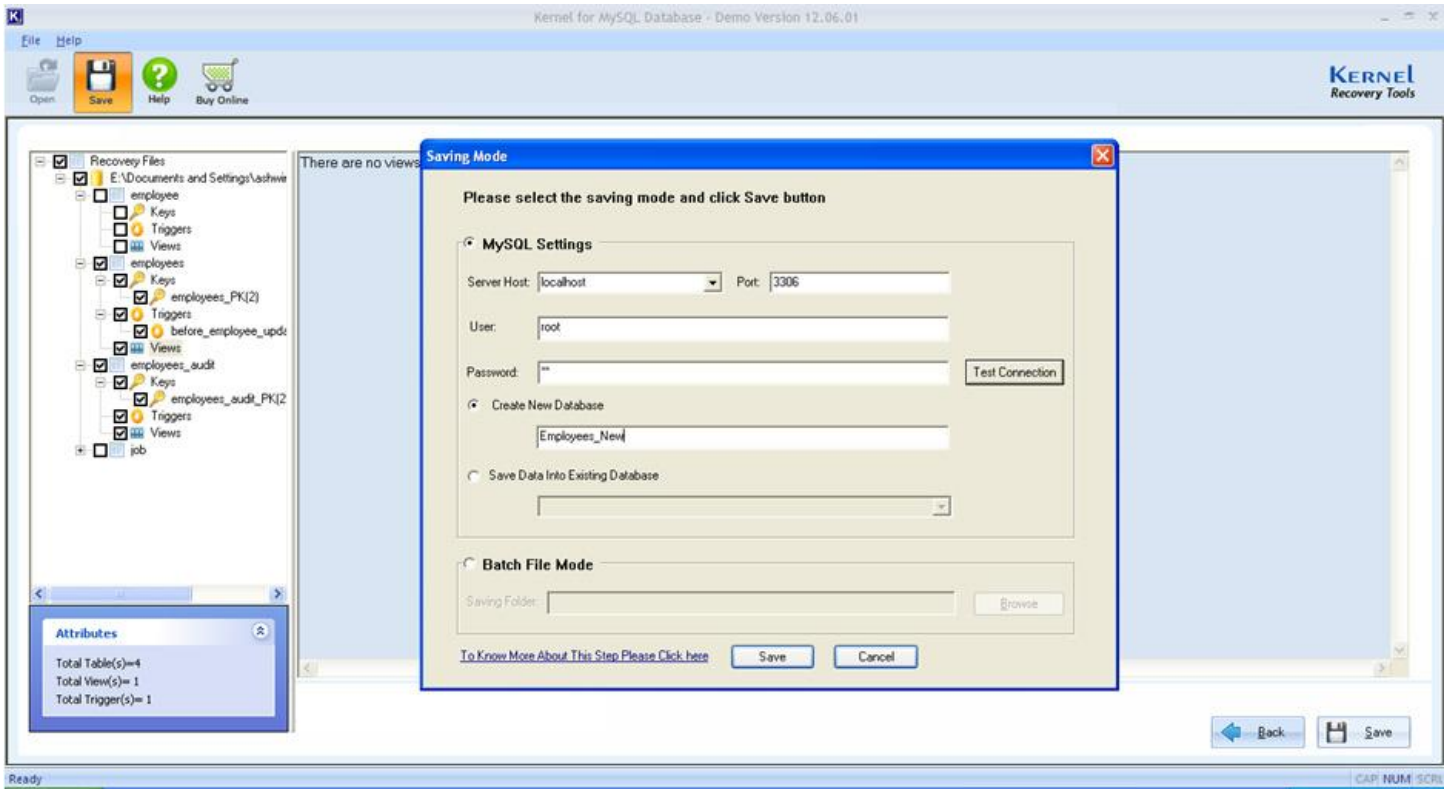 Kernel for MySQL Database - Demo Version 12.06.01
File Help
Open Save Help Buy Online
KERNEL
Recovery Tools
Recovery Files
E:\Documents and Settings\ashwir
employee
Keys
Triggers
Views
employees
Keys
employees_PK(2)
Triggers
before_employee_upda
Views
employees_audit
Keys
employees_audit_PK(2
Triggers
Views
job
There are no views
Saving Mode
Please select the saving mode and click Save button
MySQL Settings
Server Host: localhost Port: 3306
User: root
Password: ** Test Connection
Create New Database
Employees_New
Save Data Into Existing Database
Batch File Mode
Saving Folder: Browse
To Know More About This Step Please Click here Save Cancel
Attributes
Total Table(s)=4
Total View(s)= 1
Total Trigger(s)= 1
Back Save
Ready CAP NUM SCRL